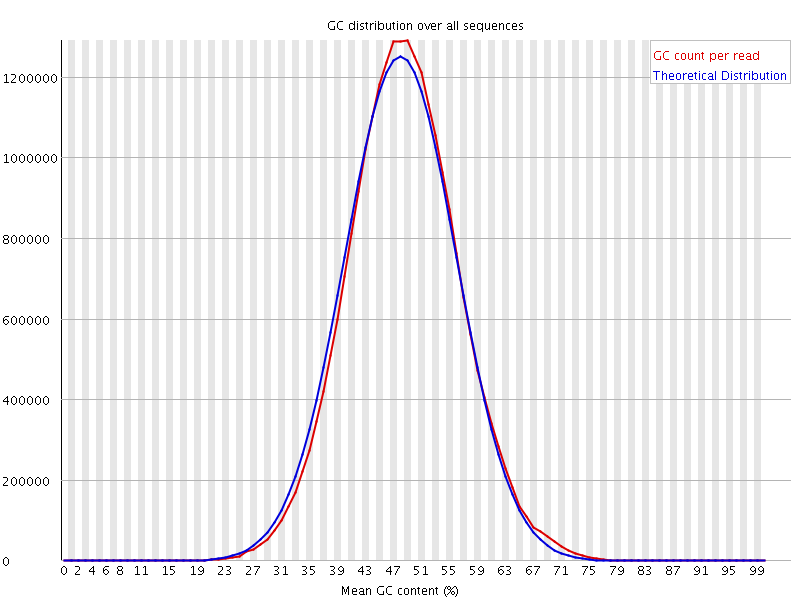 GC distribution over all sequences
GC count per read
Theoretical Distribution
1200000
1000000
800000
600000
400000
200000
0
0 2 4 6 8 11 15 19 23 27 31 35 39 43 47 51 55 59 63 67 71 75 79 83 87 91 95 99
Mean GC content (%)